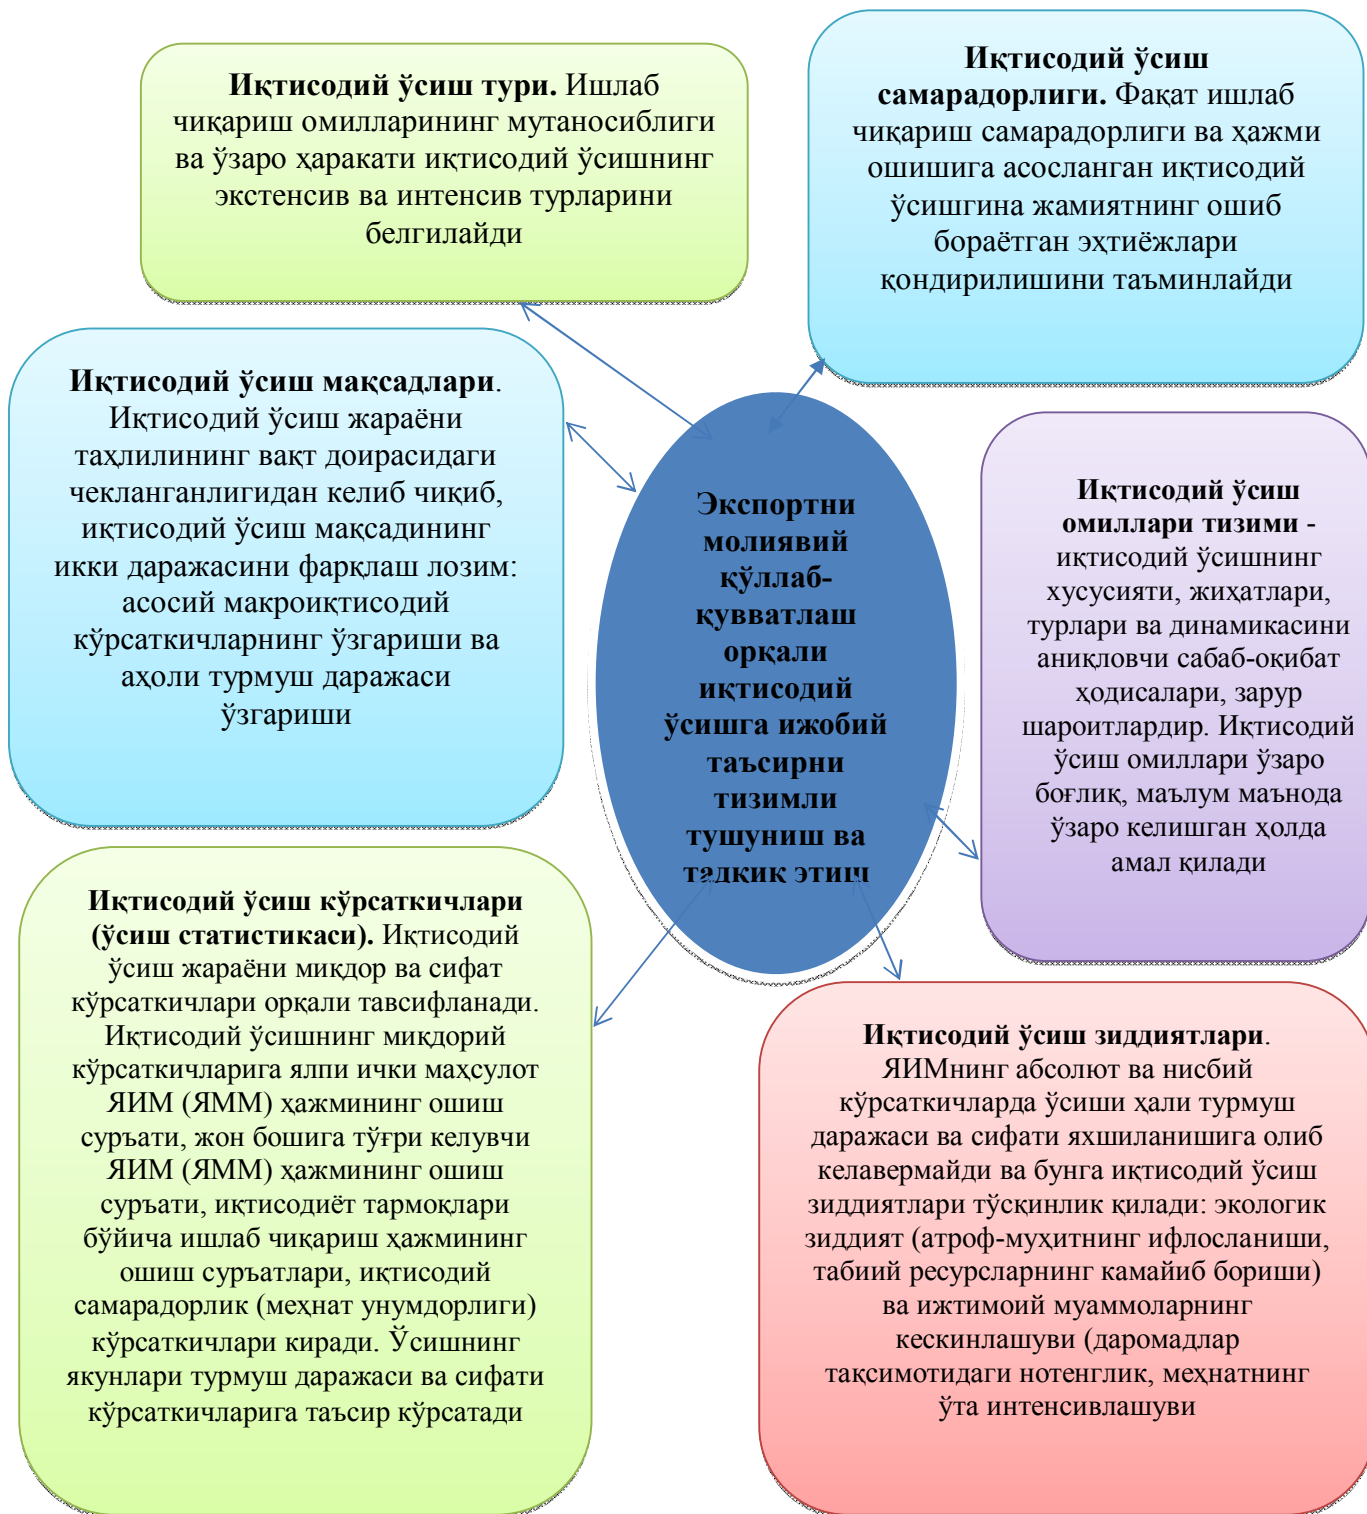 Иқтисодий ўсиш тури. Ишлаб
чиқариш омилларининг мутаносиблиги
ва ўзаро ҳаракати иқтисодий ўсишнинг
экстенсив ва интенсив турларини
белгилайди
Иқтисодий ўсиш
самарадорлиги. Фақат ишлаб
чиқариш самарадорлиги ва ҳажми
ошишига асосланган иқтисодий
ўсишгина жамиятнинг ошиб
бораётган эҳтиёжлари
қондирилишини таъминлайди
Иқтисодий ўсиш мақсадлари.
Иқтисодий ўсиш жараёни
таҳлилининг вақт доирасидаги
чекланганлигидан келиб чиқиб,
иқтисодий ўсиш мақсадининг
икки даражасини фарқлаш лозим:
асосий макроиқтисодий
кўрсаткичларнинг ўзгариши ва
аҳоли турмуш даражаси
ўзгариши
Экспортни
молиявий
қўллаб-
қувватлаш
орқали
иқтисодий
ўсишга ижобий
таъсирни
тизимли
тушуниш ва
тадқиқ этиш
Иқтисодий ўсиш
омиллари тизими -
иқтисодий ўсишнинг
хусусияти, жиҳатлари,
турлари ва динамикасини
аниқловчи сабаб-оқибат
ҳодисалари, зарур
шароитлардир. Иқтисодий
ўсиш омиллари ўзаро
боғлиқ, маълум маънода
ўзаро келишган ҳолда
амал қилади
Иқтисодий ўсиш кўрсаткичлари
(ўсиш статистикаси). Иқтисодий
ўсиш жараёни миқдор ва сифат
кўрсаткичлари орқали тавсифланади.
Иқтисодий ўсишнинг миқдорий
кўрсаткичларига ялпи ички маҳсулот
ЯИМ (ЯММ) ҳажмининг ошиш
суръати, жон бошига тўғри келувчи
ЯИМ (ЯММ) ҳажмининг ошиш
суръати, иқтисодиёт тармоқлари
бўйича ишлаб чиқариш ҳажмининг
ошиш суръатлари, иқтисодий
самарадорлик (меҳнат унумдорлиги)
кўрсаткичлари киради. Ўсишнинг
якунлари турмуш даражаси ва сифати
кўрсаткичларига таъсир кўрсатади
Иқтисодий ўсиш зиддиятлари.
ЯИМнинг абсолют ва нисбий
кўрсаткичларда ўсиши ҳали турмуш
даражаси ва сифати яхшиланишига олиб
келавермайди ва бунга иқтисодий ўсиш
зиддиятлари тўсқинлик қилади: экологик
зиддият (атроф-муҳитнинг ифлосланиши,
табиий ресурсларнинг камайиб бориши)
ва ижтимоий муаммоларнинг
кескинлашуви (даромадлар
тақсимотидаги нотенглик, меҳнатнинг
ўта интенсивлашуви